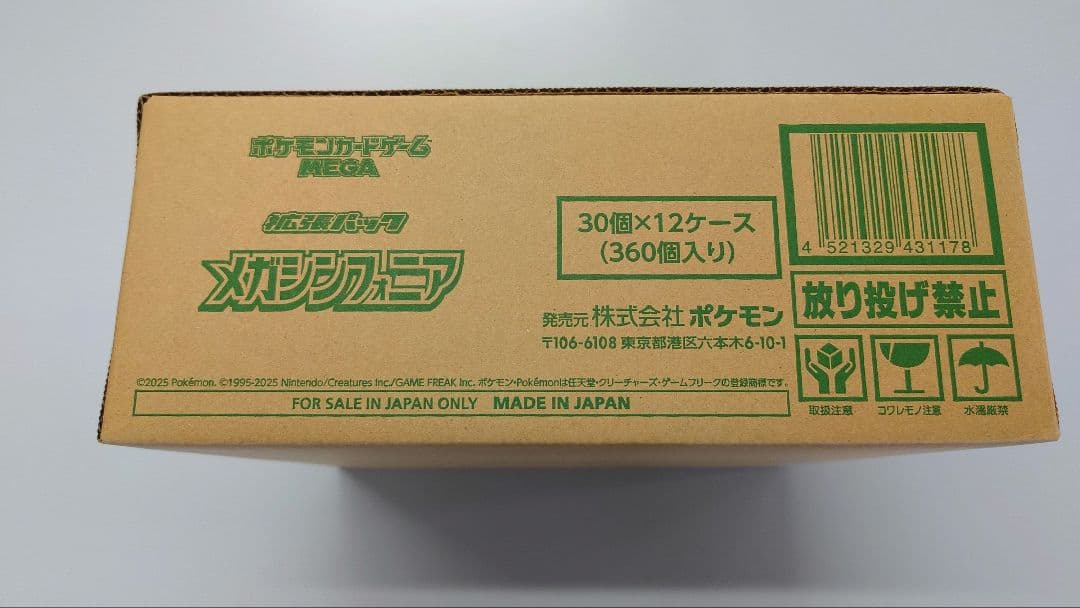 ポケモンカードゲーム
MEGA
拡張パック
メガシンフォニア
30個×12ケース
(360個入り)
発売元 株式会社 ポケモン
〒106-6108 東京都港区六本木6-10-1
©2025 Pokémon. ©1995-2025 Nintendo/Creatures Inc./GAME FREAK Inc. ポケモン・Pokémonは任天堂・クリーチャーズ・ゲームフリークの登録商標です。
FOR SALE IN JAPAN ONLY MADE IN JAPAN
4 521329 431178
放り投げ禁止
取扱注意 コワレモノ注意 水濡厳禁